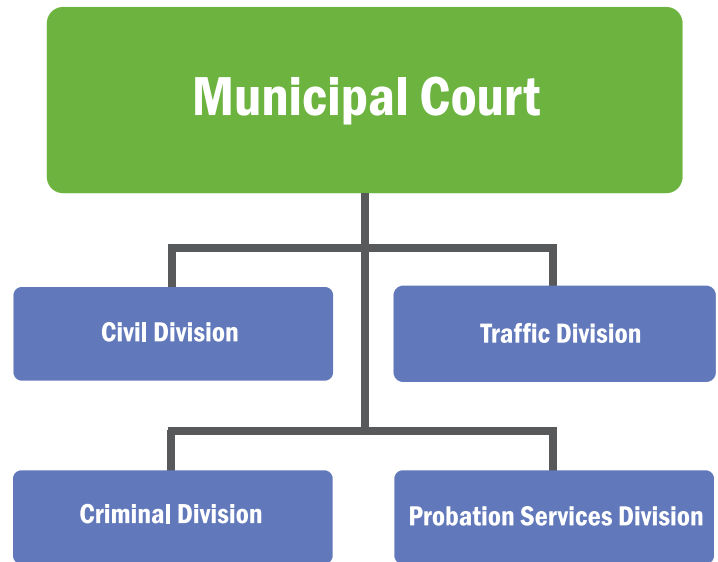 Municipal Court
Civil Division
Traffic Division
Criminal Division
Probation Services Division